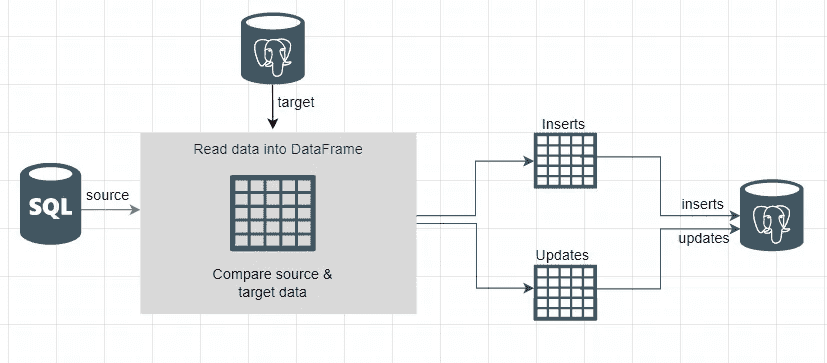 target
Read data into DataFrame
source
SQL
Compare source &
target data
Inserts
Updates
inserts
updates